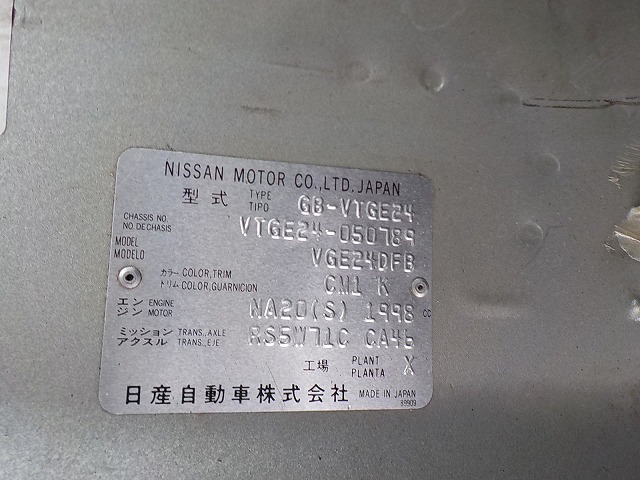 NISSAN MOTOR CO.,LTD.JAPAN
型式 TYPE TIPO GB-VTGE24
CHASSIS NO. NO.DECHASIS VTGE24-050789
MODEL MODELO VGE24DFB
カラー COLOR,TRIM
トリム COLOR,GUARNICION CM1 K
エン ENGINE
ジン MOTOR NA20(S) 1998 CC
ミッション TRANS.,AXLE
アクスル TRANS.,EJE RS5W71C CA46
工場 PLANT PLANTA X
日産自動車株式会社 MADE IN JAPAN
89909